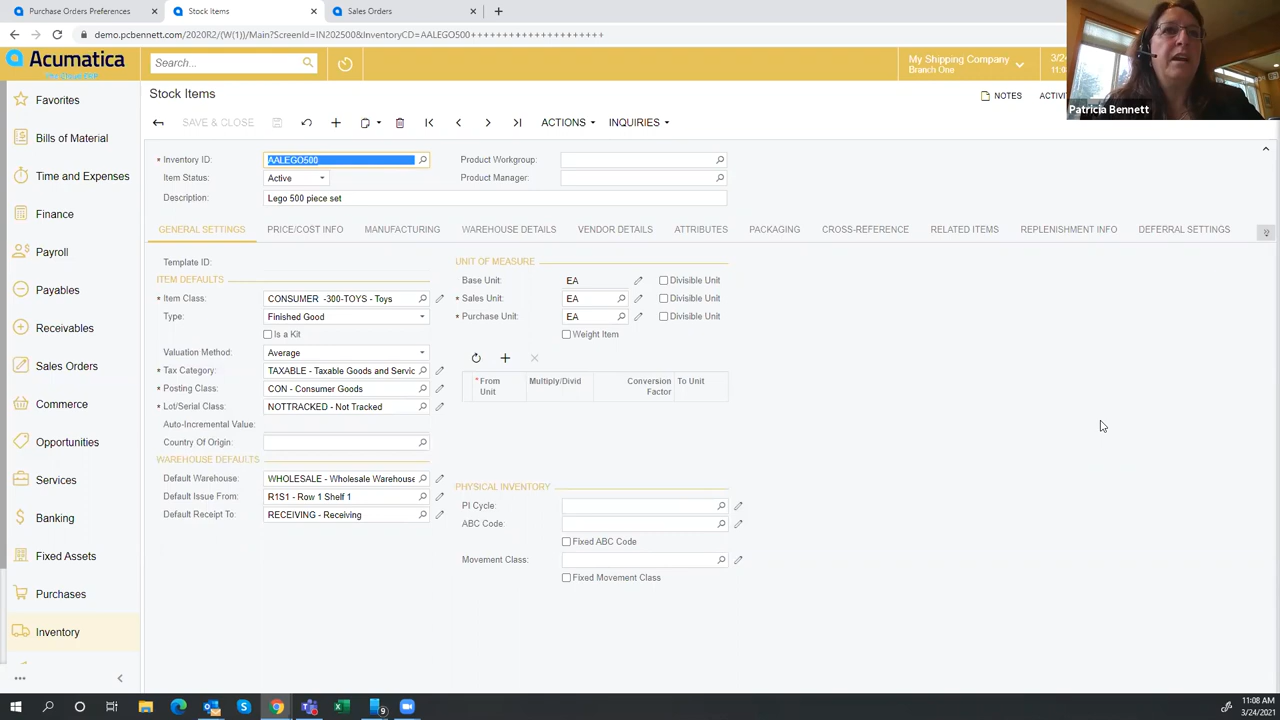 Purchase Orders Preferences
Stock Items
Sales Orders
demo.pcbennett.com/2020R2/(W(1))/Main?ScreenId=IN202500&InventoryCD=AALEGO500++++++++++++++++++++++
Acumatica
Search...
My Shipping Company
Branch One
3/24
11:0
Patricia Bennett
Favorites
Bills of Material
Time and Expenses
Finance
Payroll
Payables
Receivables
Sales Orders
Commerce
Opportunities
Services
Banking
Fixed Assets
Purchases
Inventory
Stock Items
NOTES
ACTIVI
SAVE & CLOSE
ACTIONS
INQUIRIES
* Inventory ID: AALEGO500
Product Workgroup:
Item Status: Active
Product Manager:
Description: Lego 500 piece set
GENERAL SETTINGS PRICE/COST INFO MANUFACTURING WAREHOUSE DETAILS VENDOR DETAILS ATTRIBUTES PACKAGING CROSS-REFERENCE RELATED ITEMS REPLENISHMENT INFO DEFERRAL SETTINGS
Template ID:
ITEM DEFAULTS
* Item Class: CONSUMER -300-TOYS - Toys
Type: Finished Good
Is a Kit
Valuation Method: Average
* Tax Category: TAXABLE - Taxable Goods and Servic
* Posting Class: CON - Consumer Goods
* Lot/Serial Class: NOTTRACKED - Not Tracked
Auto-Incremental Value:
Country Of Origin:
WAREHOUSE DEFAULTS
Default Warehouse: WHOLESALE - Wholesale Warehouse
Default Issue From: R1S1 - Row 1 Shelf 1
Default Receipt To: RECEIVING - Receiving
UNIT OF MEASURE
Base Unit: EA Divisible Unit
* Sales Unit: EA Divisible Unit
* Purchase Unit: EA Divisible Unit
Weight Item
* From Unit Multiply/Divid Conversion Factor To Unit
PHYSICAL INVENTORY
PI Cycle:
ABC Code:
Fixed ABC Code
Movement Class:
Fixed Movement Class
9
11:08 AM
3/24/2021